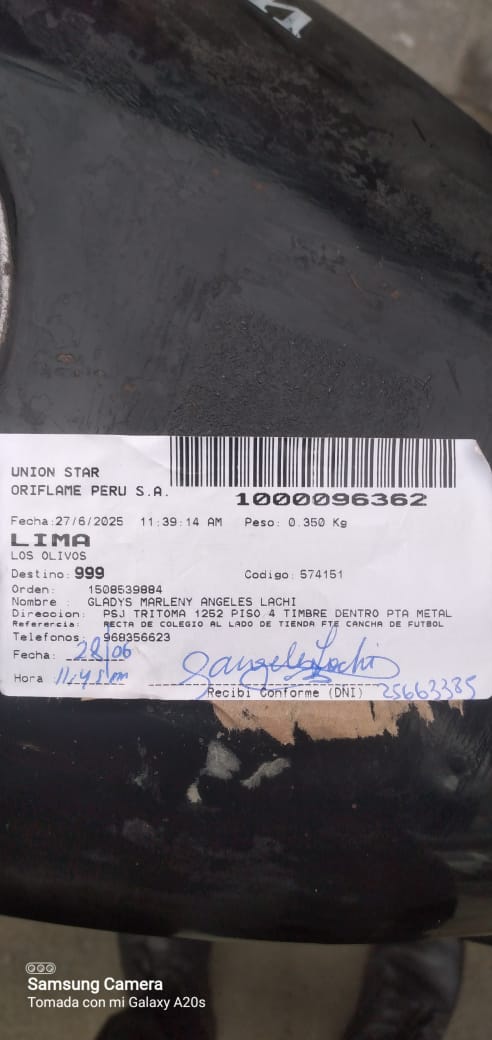 UNION STAR
ORIFLAME PERU S.A.
1000096362
Fecha:27/6/2025 11:39:14 AM Peso: 0.350 Kg
LIMA
LOS OLIVOS
Destino: 999 Codigo: 574151
Orden: 1508539884
Nombre : GLADYS MARLENY ANGELES LACHI
Direccion: PSJ TRITOMA 1252 PISO 4 TIMBRE DENTRO PTA METAL
Referencia: RECTA DE COLEGIO AL LADO DE TIENDA FTE CANCHA DE FUTBOL
Telefonos: 968356623
Fecha: 28/06
Hora 11:45 am
Recibi Conforme (DNI) 25663385
Samsung Camera
Tomada con mi Galaxy A20s